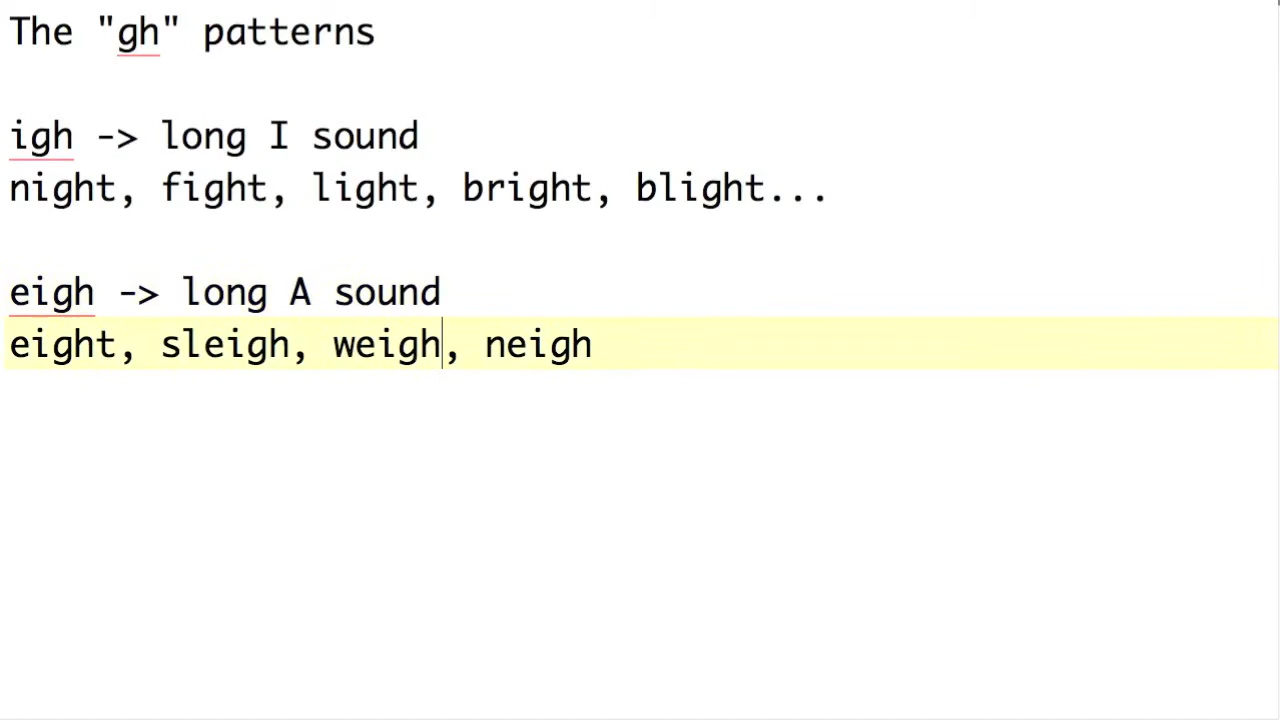 The "gh" patterns
igh -> long I sound
night, fight, light, bright, blight...
eigh -> long A sound
eight, sleigh, weigh, neigh